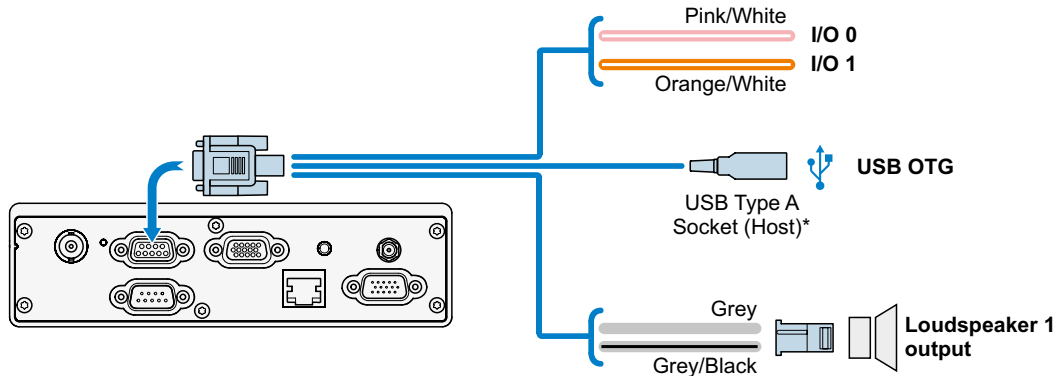 Pink/White
I/O 0
I/O 1
Orange/White
USB OTG
USB Type A
Socket (Host)*
Grey
Loudspeaker 1
output
Grey/Black